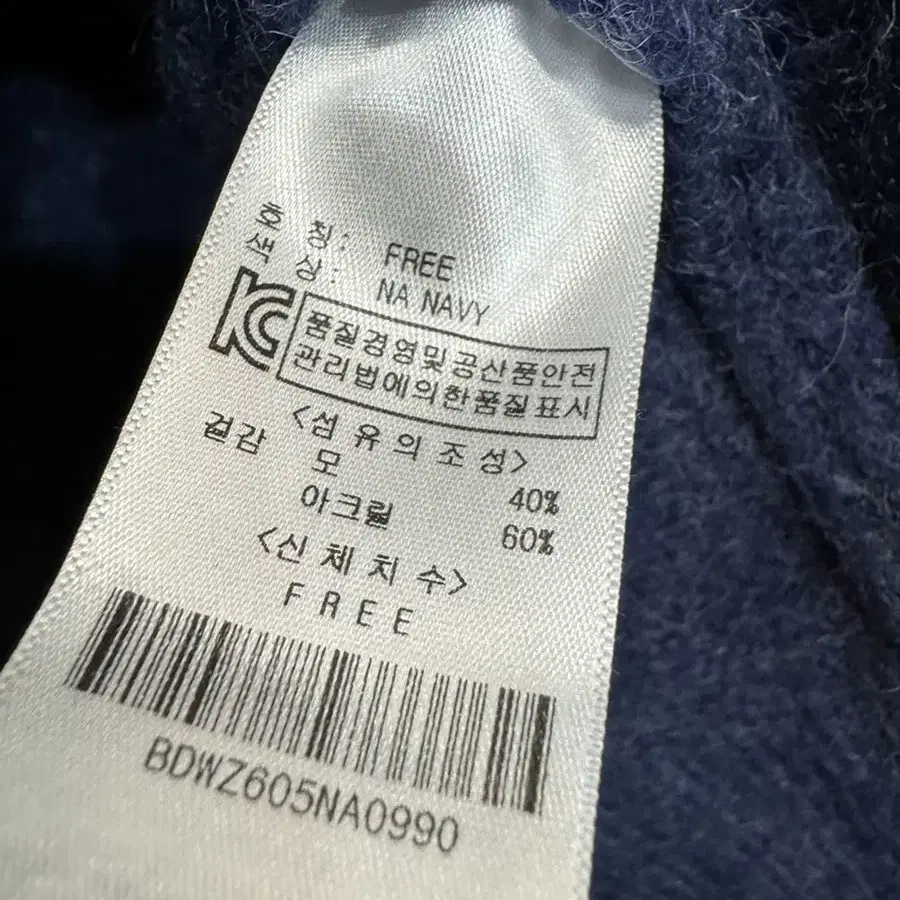 호 칭: FREE
색 상: NA NAVY
KC
품질경영및공산품안전
관리법에의한품질표시
<섬 유 의 조 성>
겉감 모 40%
아크릴 60%
<신 체 치 수>
F R E E
BDWZ605NA0990